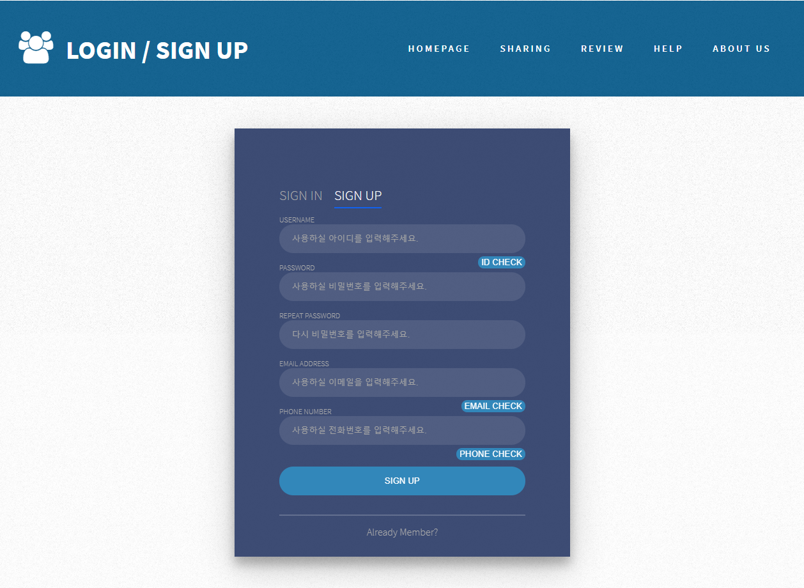 LOGIN / SIGN UP
HOMEPAGE SHARING REVIEW HELP ABOUT US
SIGN IN SIGN UP
USERNAME
사용하실 아이디를 입력해주세요.
ID CHECK
PASSWORD
사용하실 비밀번호를 입력해주세요.
REPEAT PASSWORD
다시 비밀번호를 입력해주세요.
EMAIL ADDRESS
사용하실 이메일을 입력해주세요.
EMAIL CHECK
PHONE NUMBER
사용하실 전화번호를 입력해주세요.
PHONE CHECK
SIGN UP
Already Member?